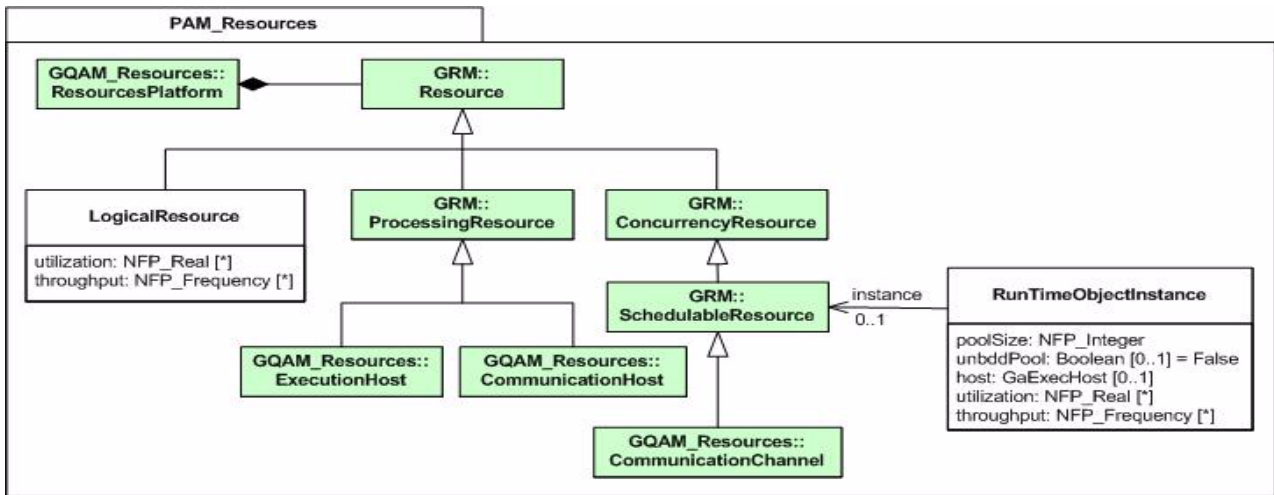 PAM_Resources
GQAM_Resources::
ResourcesPlatform
GRM::
Resource
LogicalResource
utilization: NFP_Real [*]
throughput: NFP_Frequency [*]
GRM::
ProcessingResource
GRM::
ConcurrencyResource
GRM::
SchedulableResource
instance
0..1
RunTimeObjectInstance
poolSize: NFP_Integer
unbddPool: Boolean [0..1] = False
host: GaExecHost [0..1]
utilization: NFP_Real [*]
throughput: NFP_Frequency [*]
GQAM_Resources::
ExecutionHost
GQAM_Resources::
CommunicationHost
GQAM_Resources::
CommunicationChannel